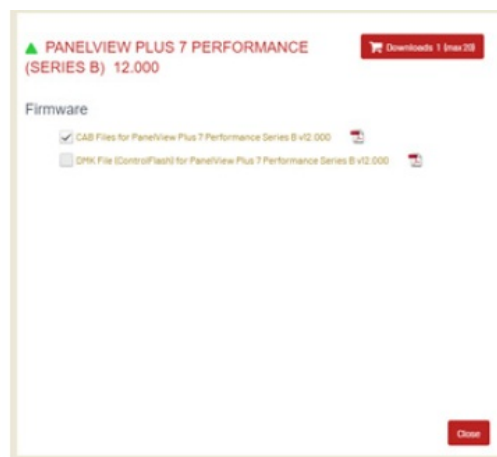 PANELVIEW PLUS 7 PERFORMANCE
(SERIES B) 12.000
Downloads 1 (max 20)
Firmware
CAB Files for PanelView Plus 7 Performance Series B v12.000
DMK File (ControlFlash) for PanelView Plus 7 Performance Series B v12.000
Close